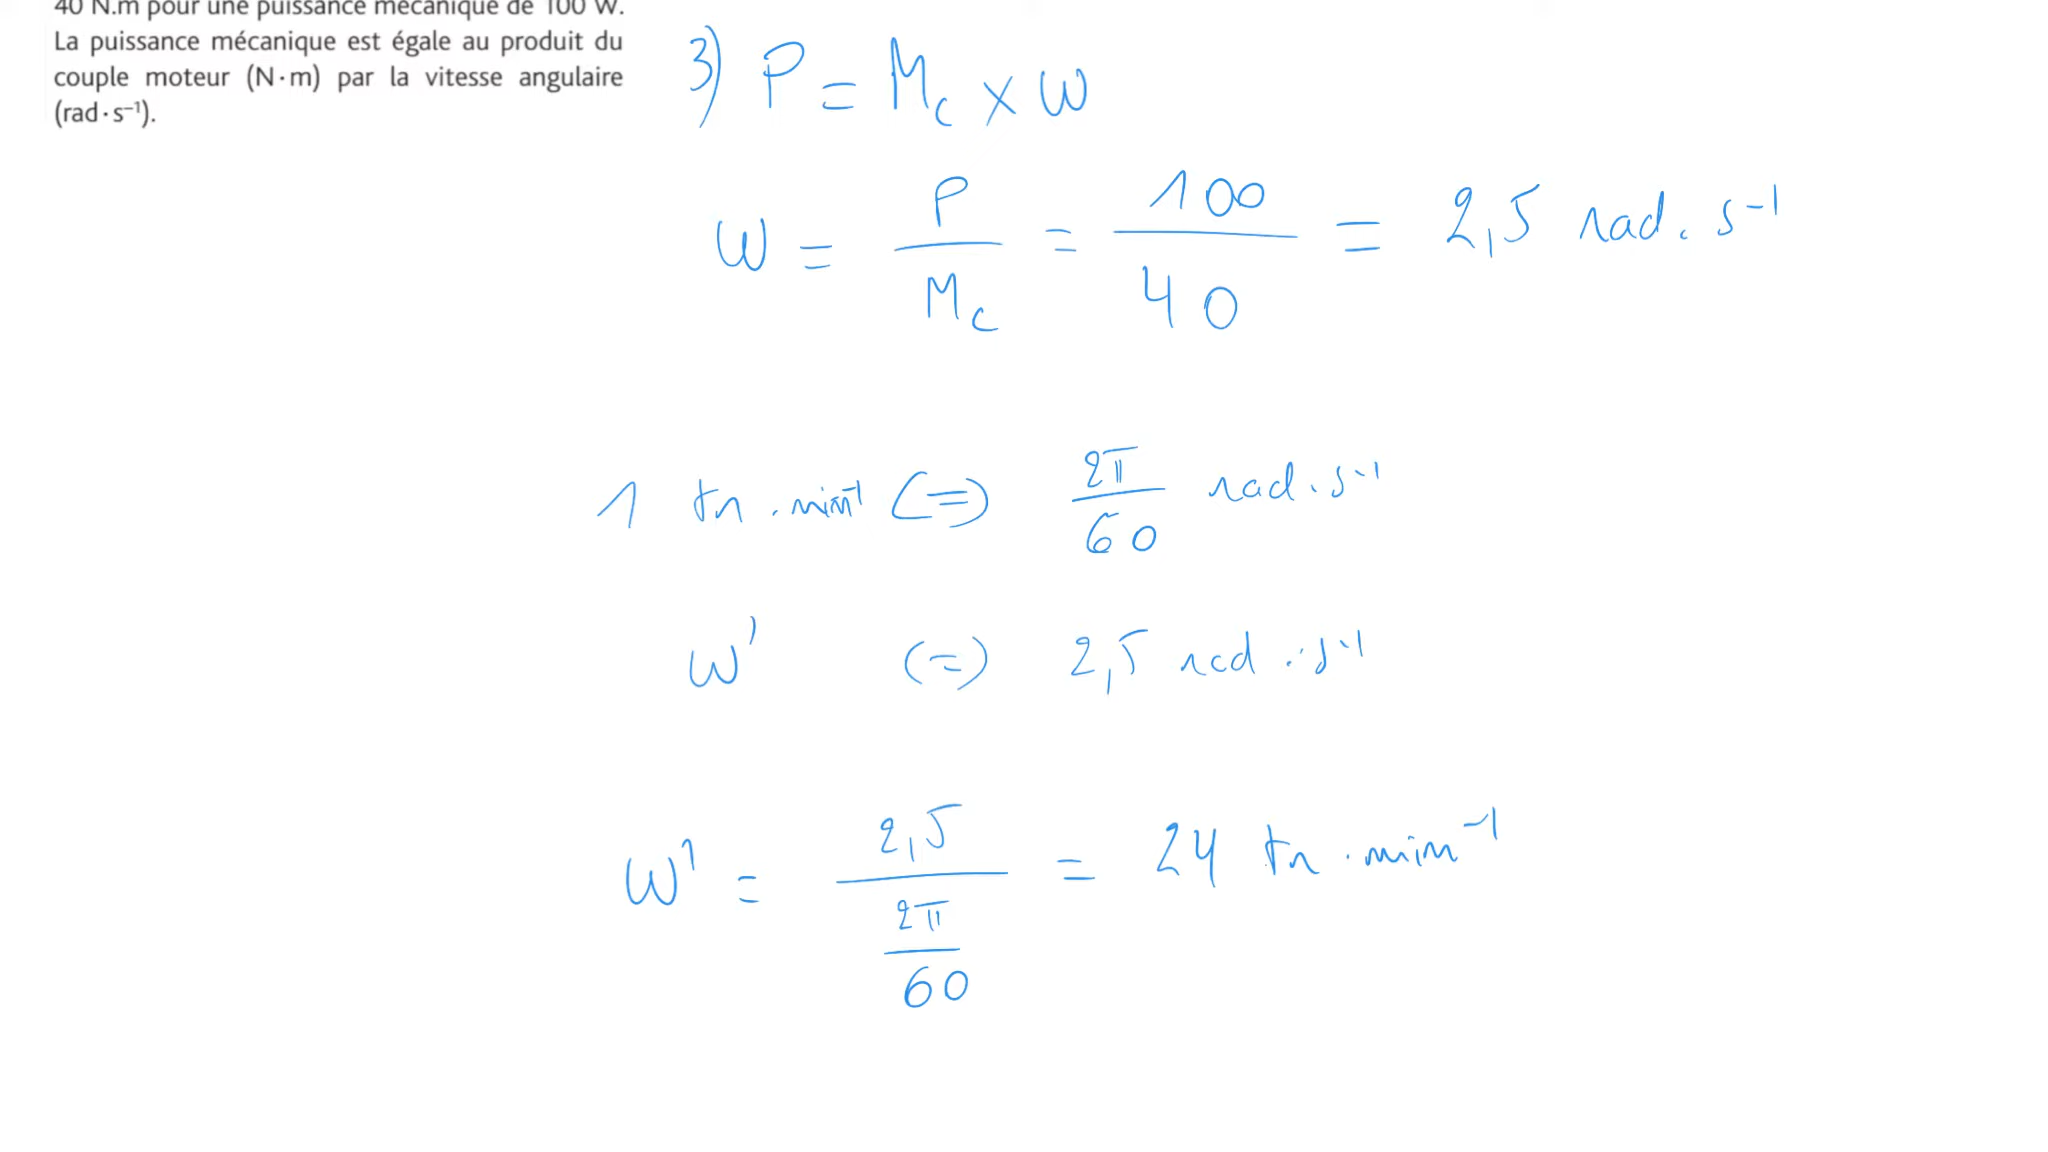 40 N.m pour une puissance mécanique de 100 W.
La puissance mécanique est égale au produit du
couple moteur (N·m) par la vitesse angulaire
(rad·s⁻¹).
3) P = Mc × ω
ω = P / Mc = 100 / 40 = 2,5 rad. s⁻¹
1 tr . min⁻¹ (=) 2π / 60 rad . s⁻¹
ω' (=) 2,5 rad . s⁻¹
ω' = 2,5 / (2π / 60) = 24 tr . min⁻¹